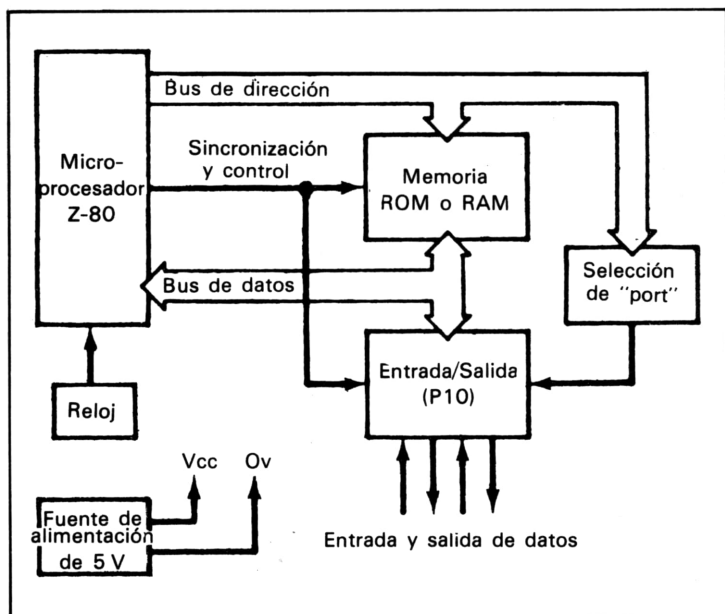 Bus de dirección
Micro-
procesador
Z-80
Sincronización
y control
Memoria
ROM o RAM
Selección
de "port"
Bus de datos
Entrada/Salida
(P10)
Reloj
Vcc
Ov
Fuente de
alimentación
de 5 V
Entrada y salida de datos